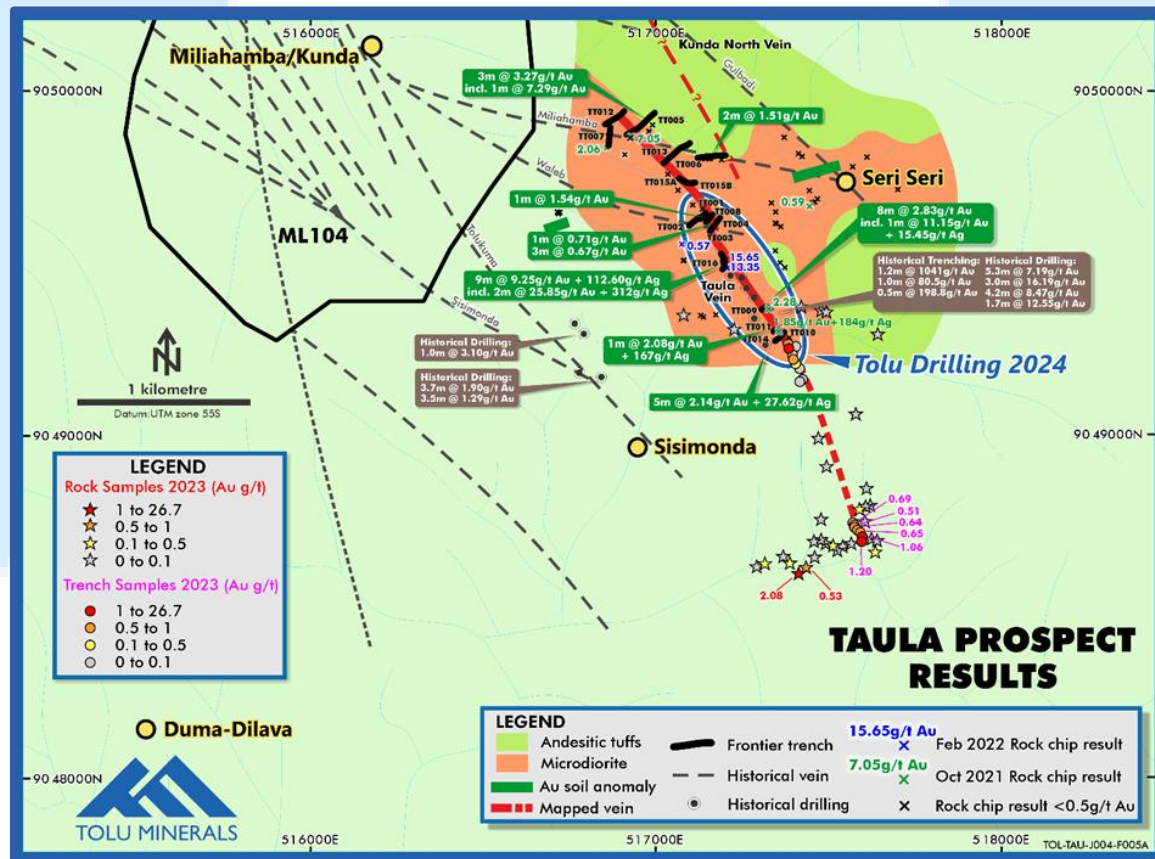 516000E
517000E
518000E
Kunda North Vein
Miliahamba/Kunda
Gulbadi
?
?
3m @ 3.27g/t Au
incl. 1m @ 7.29g/t Au
9050000N
9050000N
TT012
TT005
Miliahamba
2m @ 1.51g/t Au
TT007
7.05
2.06
TT013
TT006
Seri Seri
Waleb
TT015A
TT015B
1m @ 1.54g/t Au
TT001
TT008
0.59
8m @ 2.83g/t Au
incl. 1m @ 11.15g/t Au
+ 15.45g/t Ag
ML104
TT002
TT004
TT003
1m @ 0.71g/t Au
3m @ 0.67g/t Au
0.57
Tolukuma
15.65
13.35
TT016
Historical Trenching:
1.2m @ 1041g/t Au
1.0m @ 80.5g/t Au
0.5m @ 198.8g/t Au
Historical Drilling:
5.3m @ 7.19g/t Au
3.0m @ 16.19g/t Au
4.2m @ 8.47g/t Au
1.7m @ 12.55g/t Au
9m @ 9.25g/t Au + 112.60g/t Ag
incl. 2m @ 25.85g/t Au + 312g/t Ag
Taula
Vein
Sisimonda
2.28
TT009
1.85g/t Au+184g/t Ag
TT011
TT010
TT014
Historical Drilling:
1.0m @ 3.10g/t Au
1m @ 2.08g/t Au
+ 167g/t Ag
N
Tolu Drilling 2024
Historical Drilling:
3.7m @ 1.90g/t Au
3.5m @ 1.29g/t Au
1 kilometre
Datum:UTM zone 55S
5m @ 2.14g/t Au + 27.62g/t Ag
9049000N
9049000N
Sisimonda
LEGEND
Rock Samples 2023 (Au g/t)
1 to 26.7
0.5 to 1
0.1 to 0.5
0 to 0.1
Trench Samples 2023 (Au g/t)
1 to 26.7
0.5 to 1
0.1 to 0.5
0 to 0.1
0.69
0.51
0.64
0.65
1.06
1.20
2.08
0.53
TAULA PROSPECT
RESULTS
Duma-Dilava
LEGEND
Andesitic tuffs
Microdiorite
Au soil anomaly
Mapped vein
Frontier trench
Historical vein
Historical drilling
15.65g/t Au
Feb 2022 Rock chip result
7.05g/t Au
Oct 2021 Rock chip result
Rock chip result <0.5g/t Au
9048000N
TOLU MINERALS
516000E
517000E
518000E
TOL-TAU-J004-F005A